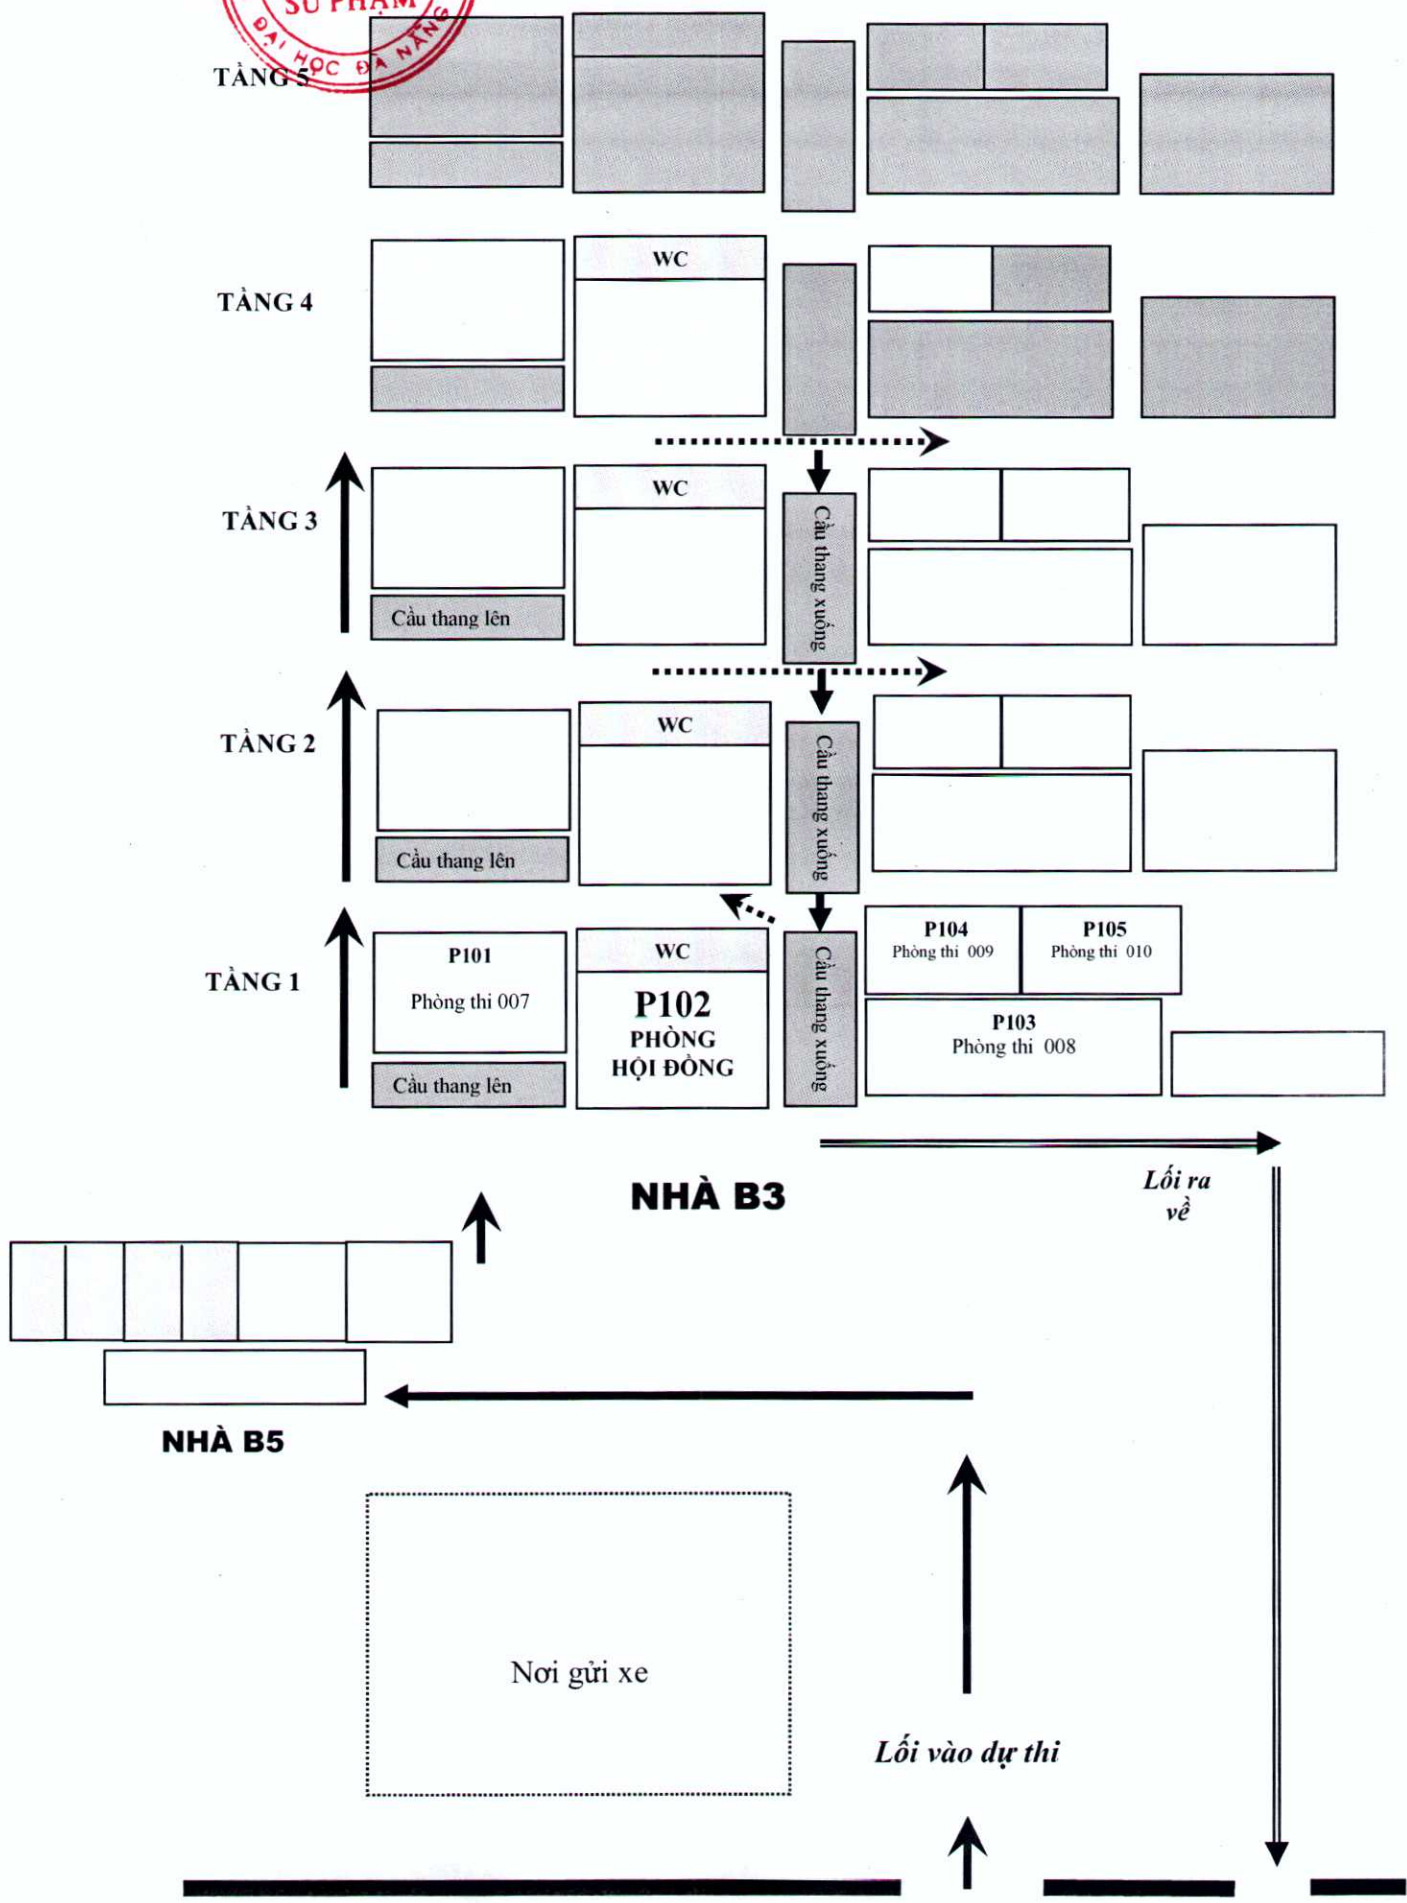 SƯ PHẠM
ĐẠI HỌC ĐÀ NẴNG
TẦNG 5
TẦNG 4
WC
TẦNG 3
WC
Cầu thang lên
Cầu thang xuống
TẦNG 2
WC
Cầu thang lên
Cầu thang xuống
TẦNG 1
P101
Phòng thi 007
Cầu thang lên
WC
P102
PHÒNG
HỘI ĐỒNG
Cầu thang xuống
P104
Phòng thi 009
P105
Phòng thi 010
P103
Phòng thi 008
NHÀ B3
Lối ra
về
NHÀ B5
Nơi gửi xe
Lối vào dự thi